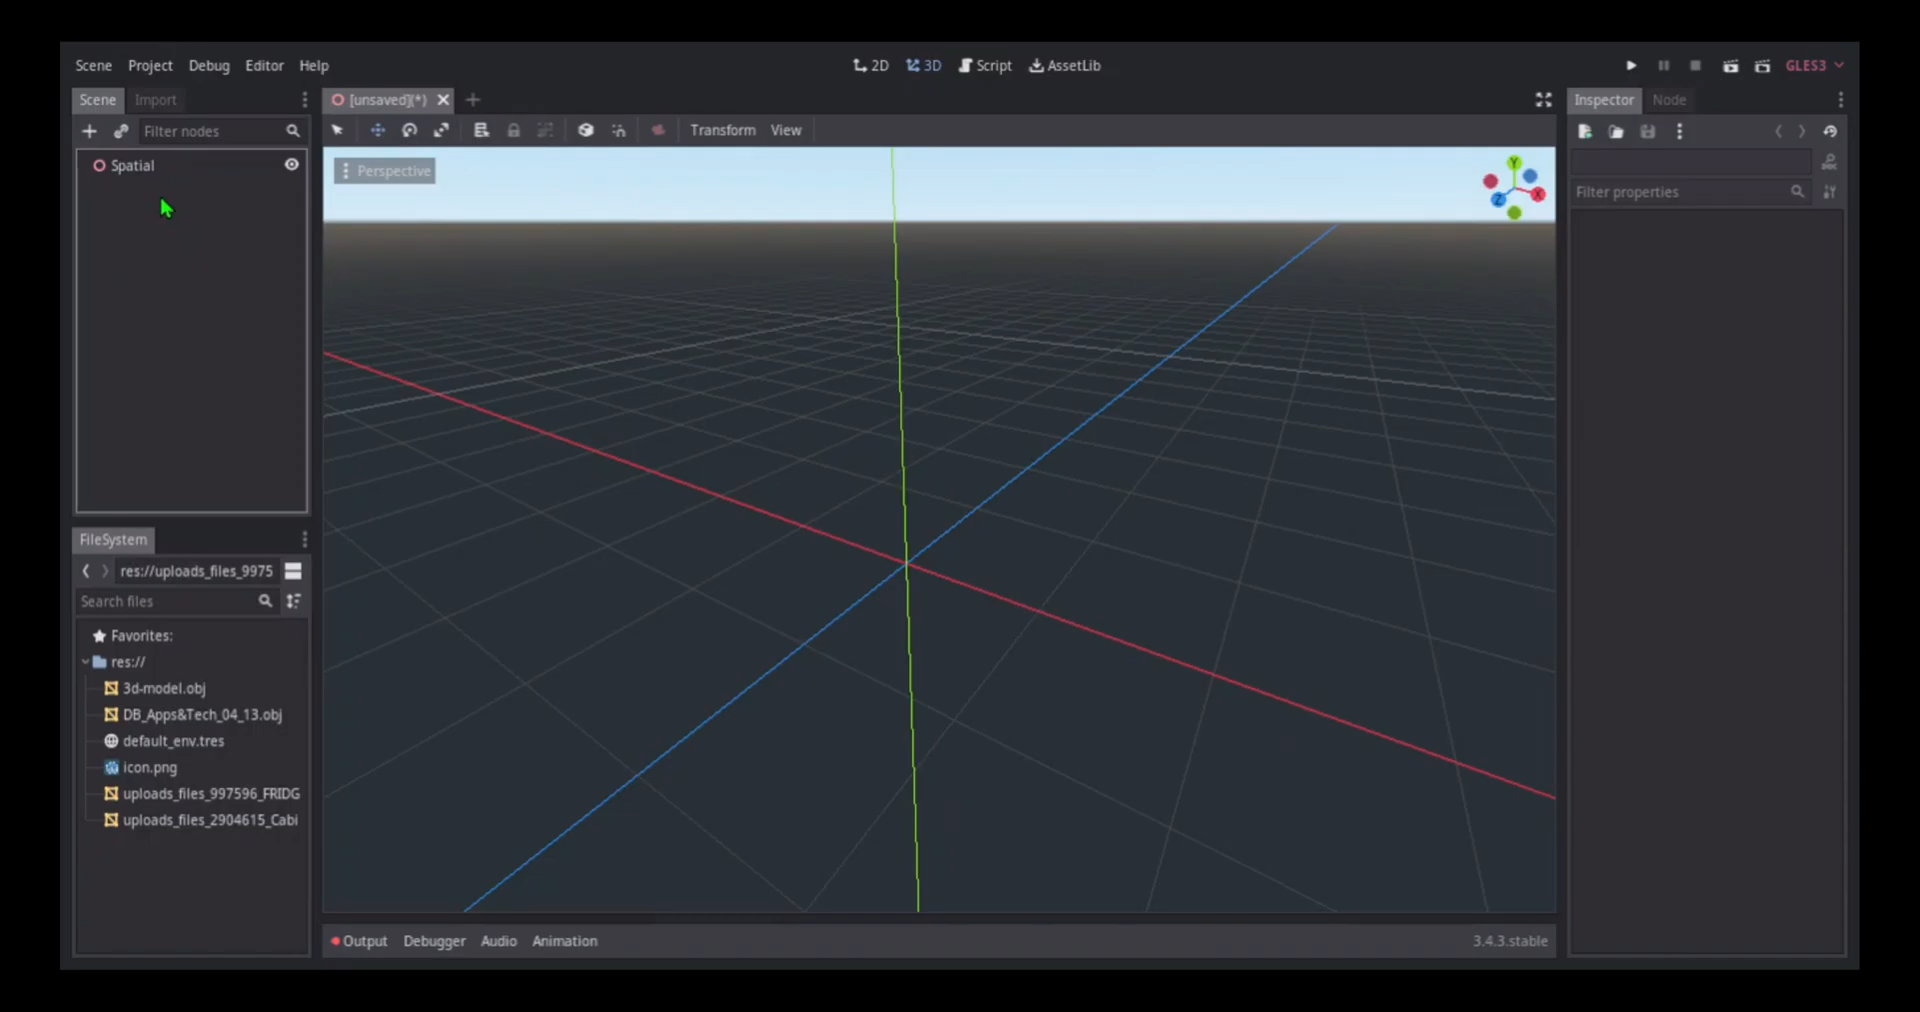 Scene Project Debug Editor Help
2D 3D Script AssetLib
GLES3
Scene Import
[unsaved](*)
Inspector Node
Filter nodes
Transform View
Spatial
Perspective
Y
X
Z
Filter properties
FileSystem
res://uploads_files_9975
Search files
Favorites:
res://
3d-model.obj
DB_Apps&Tech_04_13.obj
default_env.tres
icon.png
uploads_files_997596_FRIDG
uploads_files_2904615_Cabi
Output Debugger Audio Animation
3.4.3.stable